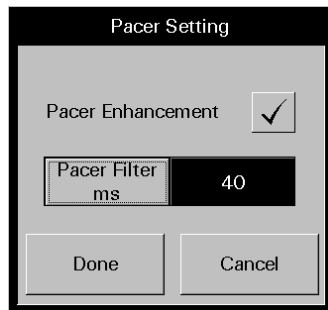 Pacer Setting
Pacer Enhancement
Pacer Filter
ms
40
Done
Cancel